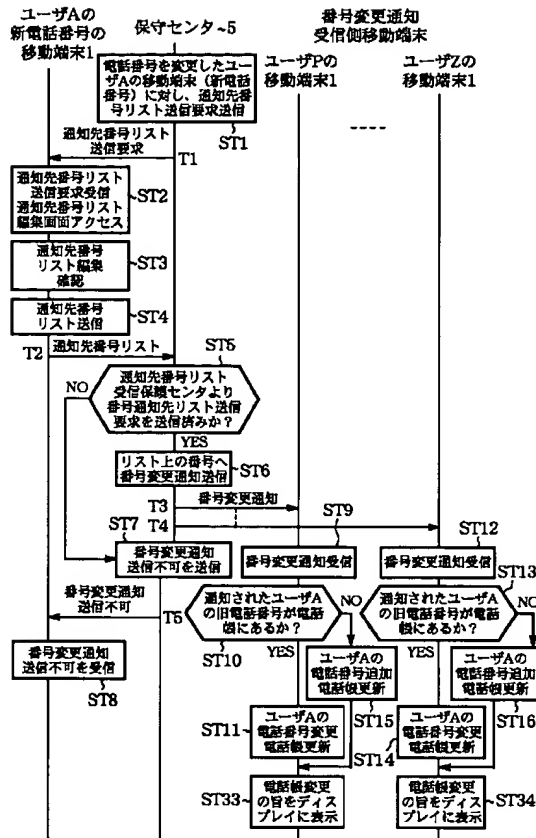 ユーザAの
新電話番号の
移動端末1
保守センタ~5
番号変更通知
受信側移動端末
ユーザPの
移動端末1
ユーザZの
移動端末1
電話番号を変更したユー
ザAの移動端末(新電話
番号)に対し、通知先番
号リスト送信要求送信
ST1
通知先番号リスト
送信要求
T1
通知先番号リスト
送信要求受信
通知先番号リスト
編集画面アクセス
ST2
通知先番号
リスト編集
確認
ST3
通知先番号
リスト送信
ST4
T2
通知先番号リスト
ST5
通知先番号リスト
受信保護センタより
番号通知先リスト送信
要求を送信済みか?
NO
YES
リスト上の番号へ
番号変更通知送信
ST6
T3
番号変更通知
T4
ST7
番号変更通知
送信不可を送信
ST9
番号変更通知受信
ST12
番号変更通知受信
番号変更通知
送信不可
T5
番号変更通知
送信不可を受信
ST8
通知されたユーザA
の旧電話番号が電話
帳にあるか?
ST10
NO
YES
ST13
通知されたユーザA
の旧電話番号が電話
帳にあるか?
NO
YES
ユーザAの
電話番号追加
電話帳更新
ST15
ユーザAの
電話番号追加
電話帳更新
ST16
ST11
ユーザAの
電話番号変更
電話帳更新
ST14
ユーザAの
電話番号変更
電話帳更新
ST33
電話帳変更
の旨をディス
プレイに表示
電話帳変更
の旨をディス
プレイに表示
ST34